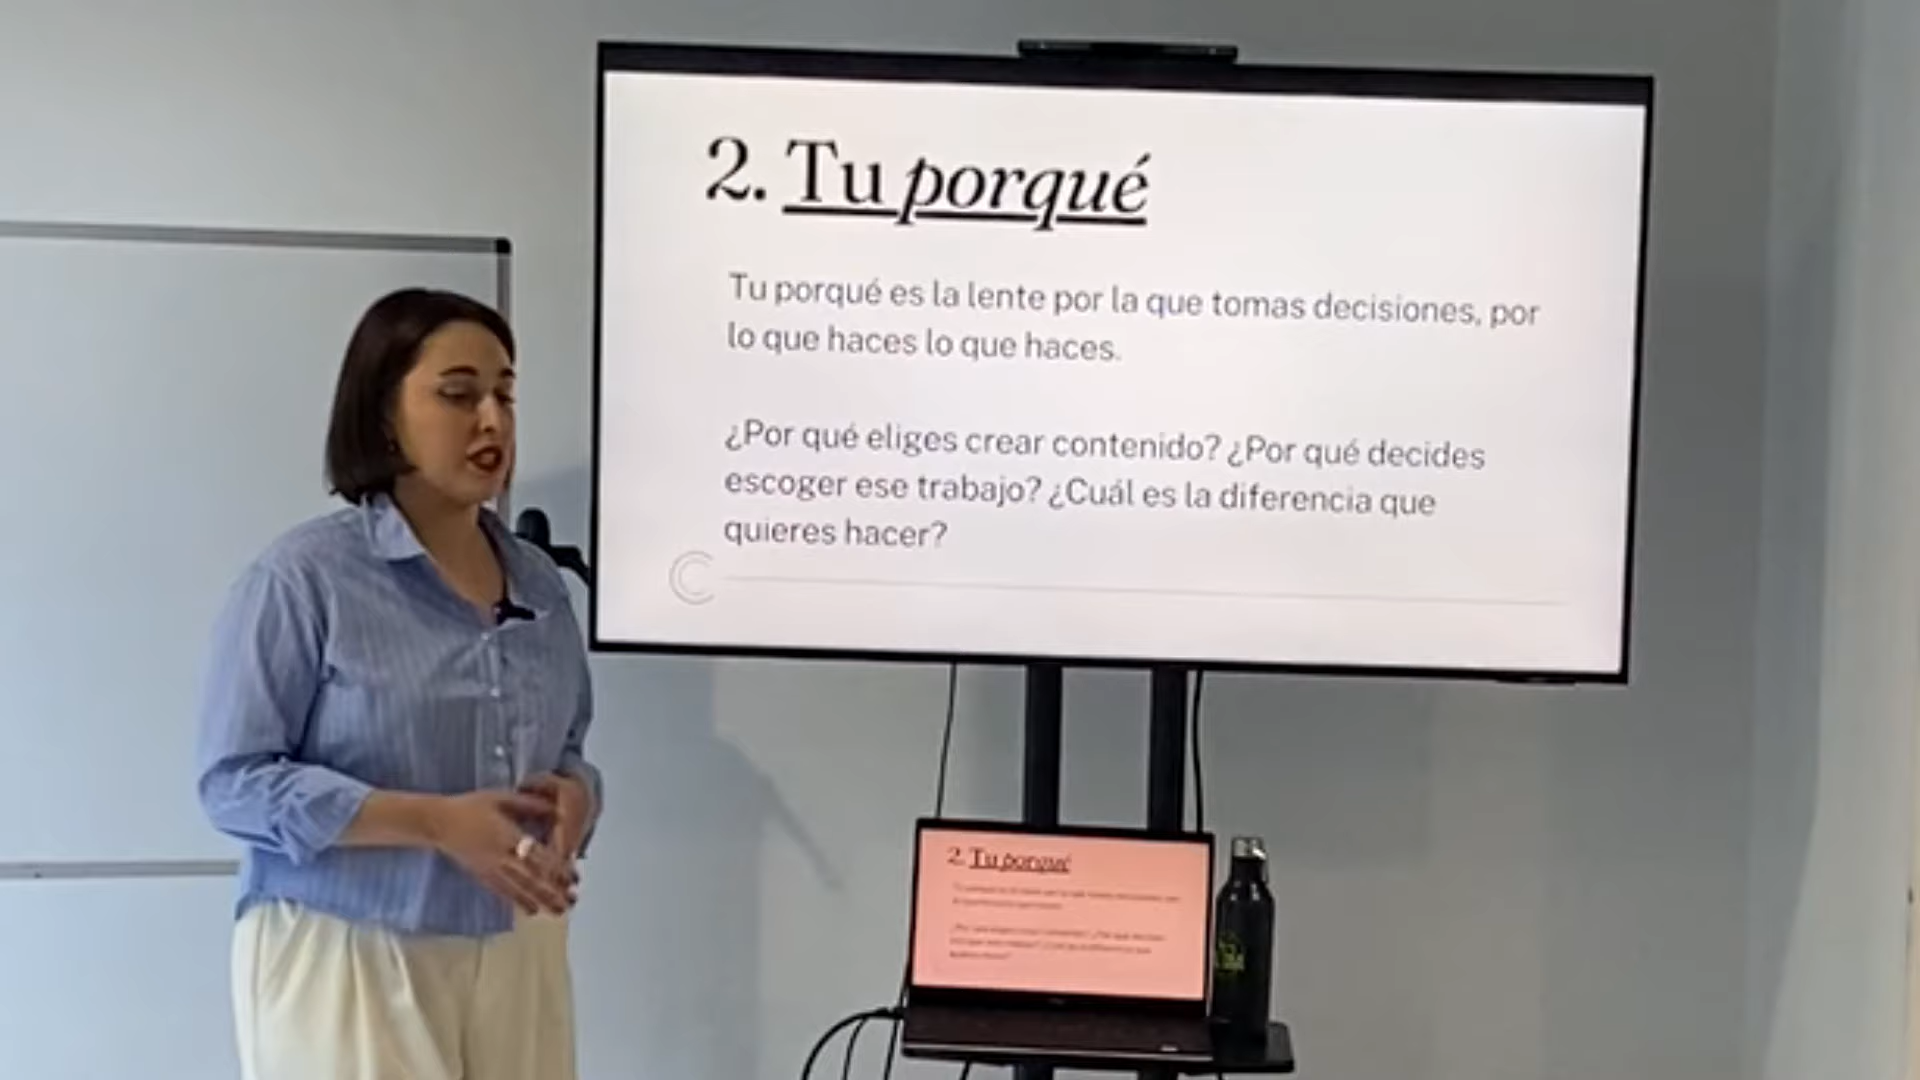 2. Tu porqué
Tu porqué es la lente por la que tomas decisiones, por
lo que haces lo que haces.
¿Por qué eliges crear contenido? ¿Por qué decides
escoger ese trabajo? ¿Cuál es la diferencia que
quieres hacer?
2. Tu porqué